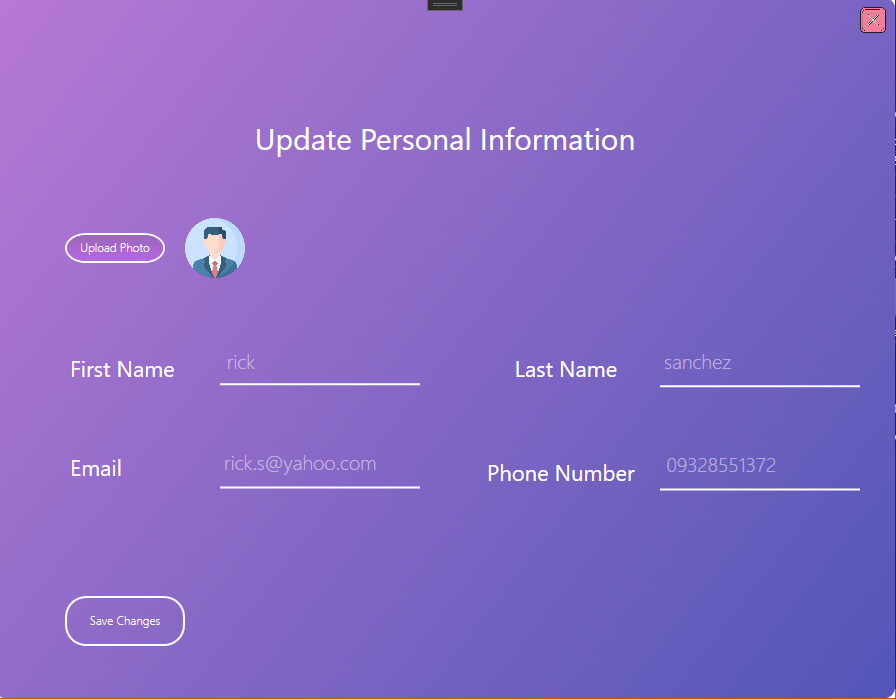 Update Personal Information
Upload Photo
First Name
rick
Last Name
sanchez
Email
rick.s@yahoo.com
Phone Number
09328551372
Save Changes